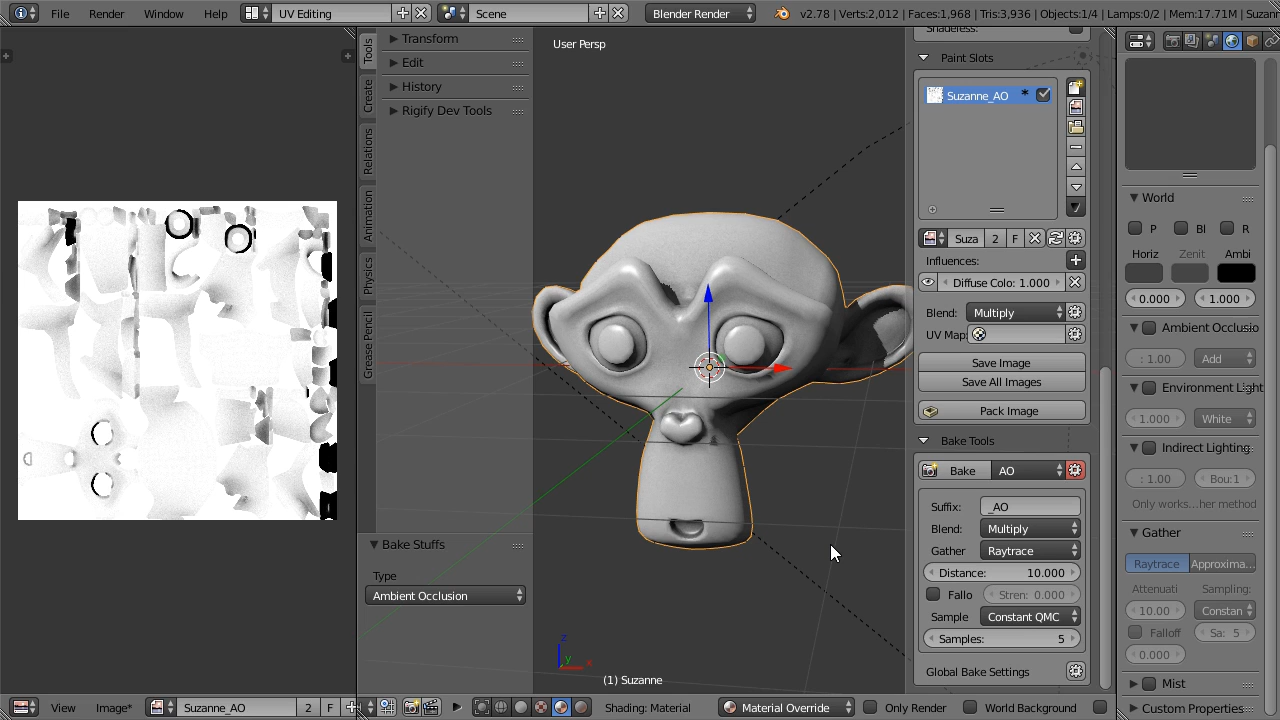 File Render Window Help UV Editing Scene Blender Render v2.78 | Verts:2,012 | Faces:1,968 | Tris:3,936 | Objects:1/4 | Lamps:0/2 | Mem:17.71M | Suzan
Tools
Create
Relations
Animation
Physics
Grease Pencil
Transform
Edit
History
Rigify Dev Tools
Bake Stuffs
Type
Ambient Occlusion
User Persp
z
y
x
(1) Suzanne
Shadeless:
Paint Slots
Suzanne_AO *
Suza 2 F
Influences:
Diffuse Colo: 1.000
Blend: Multiply
UV Map:
Save Image
Save All Images
Pack Image
Bake Tools
Bake AO
Suffix: _AO
Blend: Multiply
Gather Raytrace
Distance: 10.000
Fallo Stren: 0.000
Sample Constant QMC
Samples: 5
Global Bake Settings
World
P Bl R
Horiz Zenit Ambi
0.000 1.000
Ambient Occlusio
: 1.00 Add
Environment Light
1.000 White
Indirect Lighting
: 1.00 Bou:1
Only works...her method
Gather
Raytrace Approxima...
Attenuati Sampling:
10.00 Constan
Falloff Sa: 5
0.000
Mist
Custom Properties
View Image* Suzanne_AO 2 F Shading: Material Material Override Only Render World Background